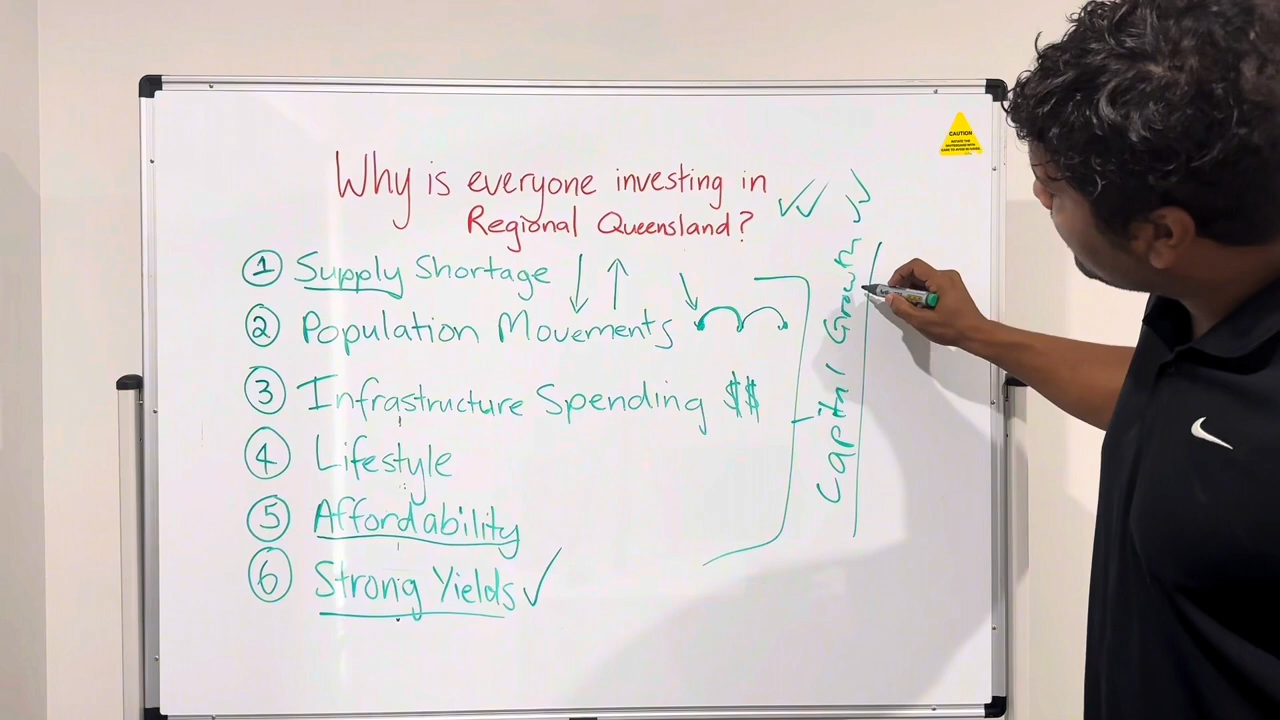 Why is everyone investing in
Regional Queensland?
① Supply Shortage
② Population Movements
③ Infrastructure Spending $$
④ Lifestyle
⑤ Affordability
⑥ Strong Yields
Capital Growth
CAUTION